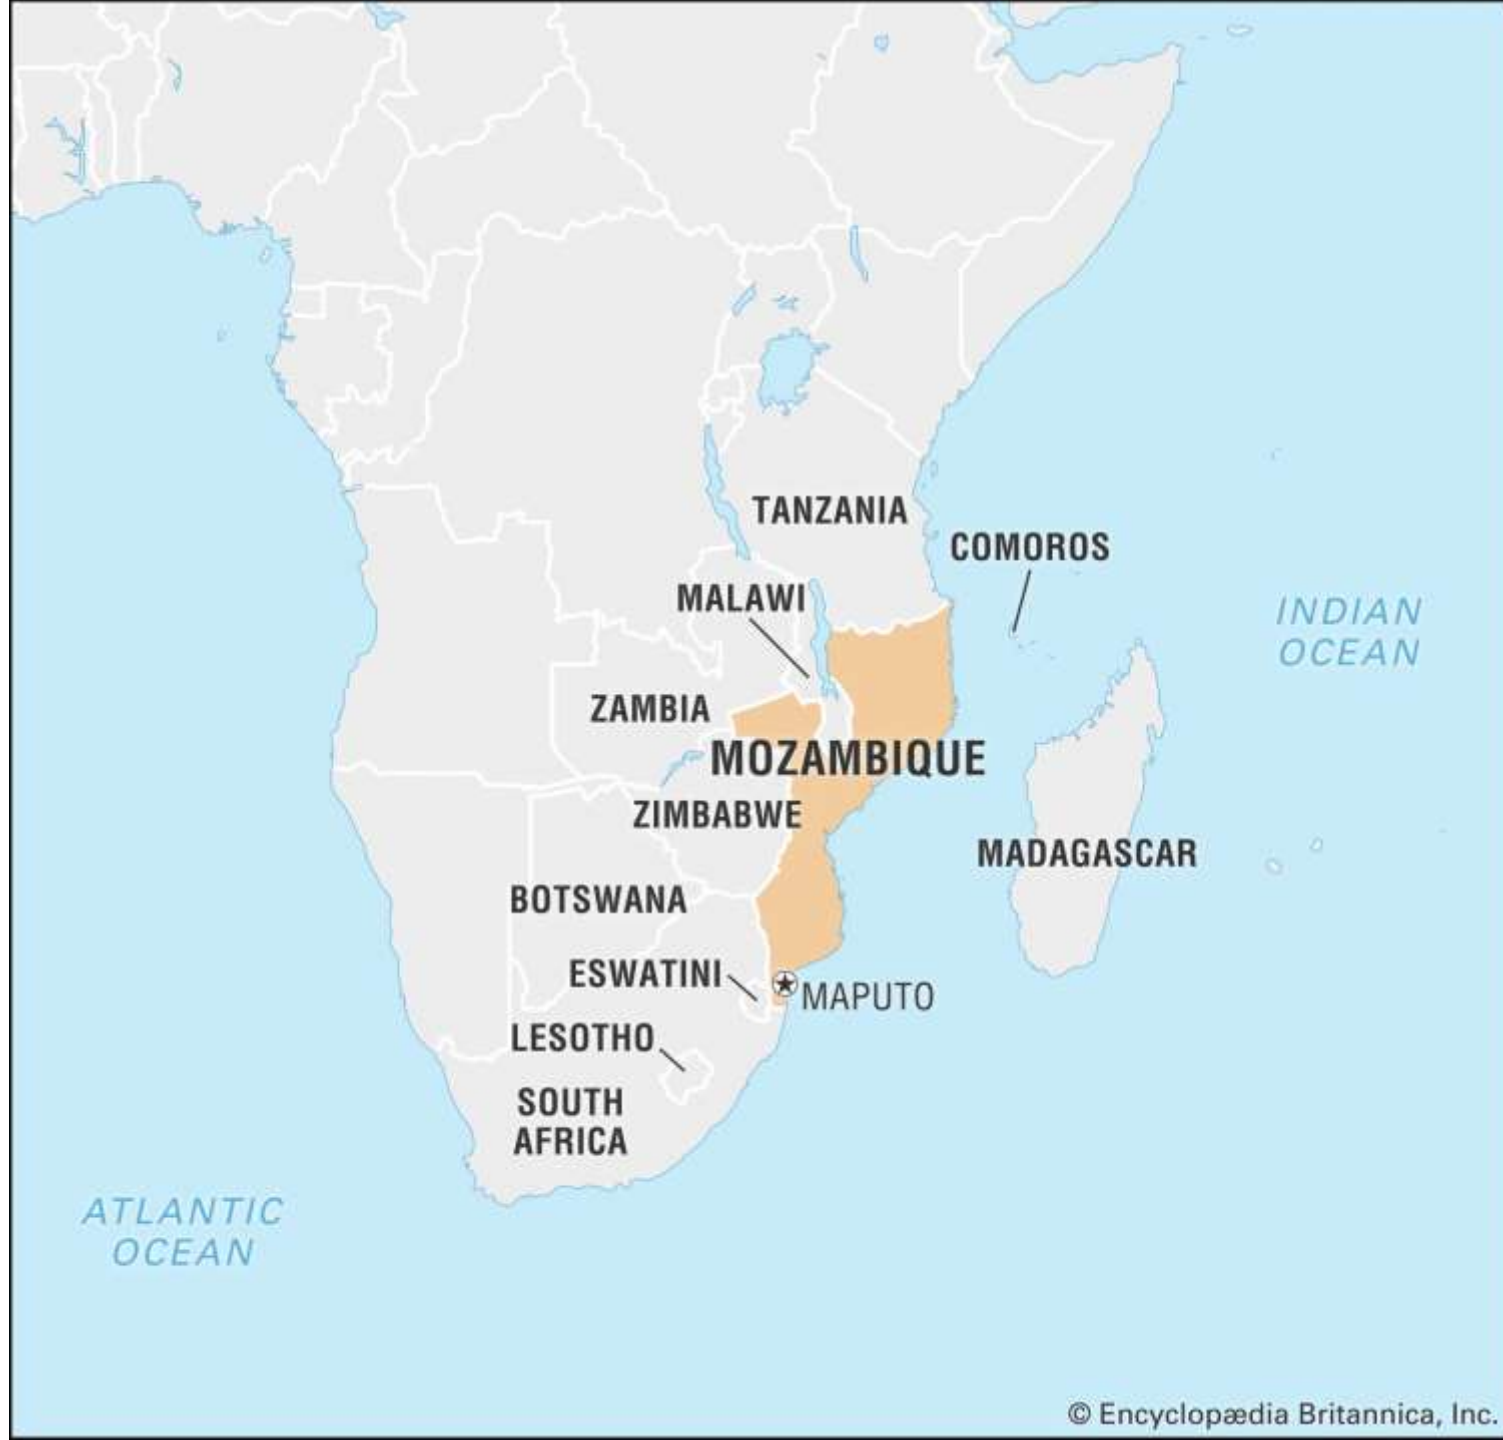 TANZANIA
COMOROS
MALAWI
INDIAN
OCEAN
ZAMBIA
MOZAMBIQUE
ZIMBABWE
MADAGASCAR
BOTSWANA
ESWATINI
MAPUTO
LESOTHO
SOUTH
AFRICA
ATLANTIC
OCEAN
© Encyclopædia Britannica, Inc.